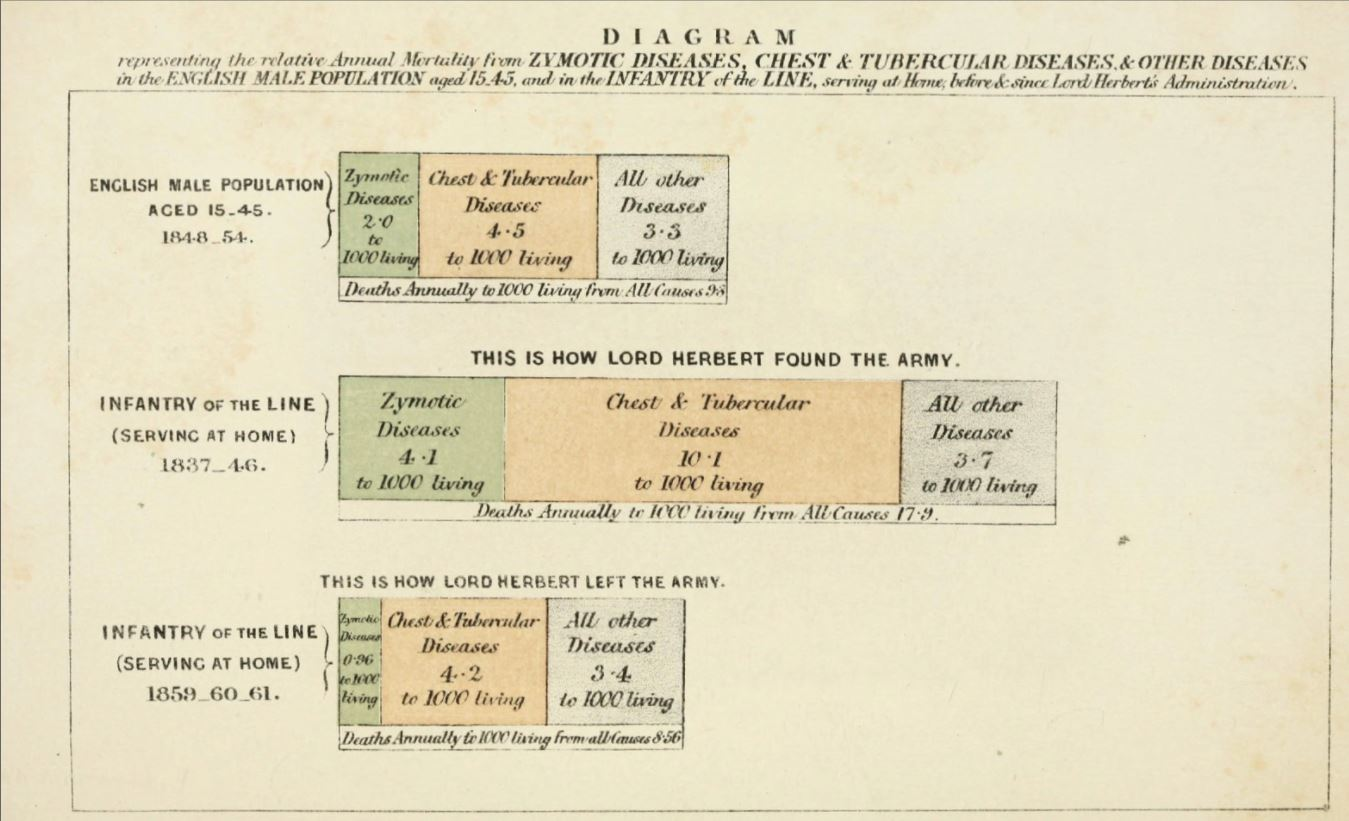 DIAGRAM
representing the relative Annual Mortality from ZYMOTIC DISEASES, CHEST & TUBERCULAR DISEASES, & OTHER DISEASES
in the ENGLISH MALE POPULATION aged 15-45, and in the INFANTRY of the LINE, serving at Home, before & since Lord Herbert's Administration.
ENGLISH MALE POPULATION
AGED 15-45.
1848-54.
Zymotic
Diseases
2·0
to
1000 living
Chest & Tubercular
Diseases
4·5
to 1000 living
All other
Diseases
3·3
to 1000 living
Deaths Annually to 1000 living from All Causes 9·8
THIS IS HOW LORD HERBERT FOUND THE ARMY.
INFANTRY OF THE LINE
(SERVING AT HOME)
1837-46.
Zymotic
Diseases
4·1
to 1000 living
Chest & Tubercular
Diseases
10·1
to 1000 living
All other
Diseases
3·7
to 1000 living
Deaths Annually to 1000 living from All Causes 17·9.
THIS IS HOW LORD HERBERT LEFT THE ARMY.
INFANTRY OF THE LINE
(SERVING AT HOME)
1859-60-61.
Zymotic
Diseases
0·96
to 1000
living
Chest & Tubercular
Diseases
4·2
to 1000 living
All other
Diseases
3·4
to 1000 living
Deaths Annually to 1000 living from all Causes 8·56